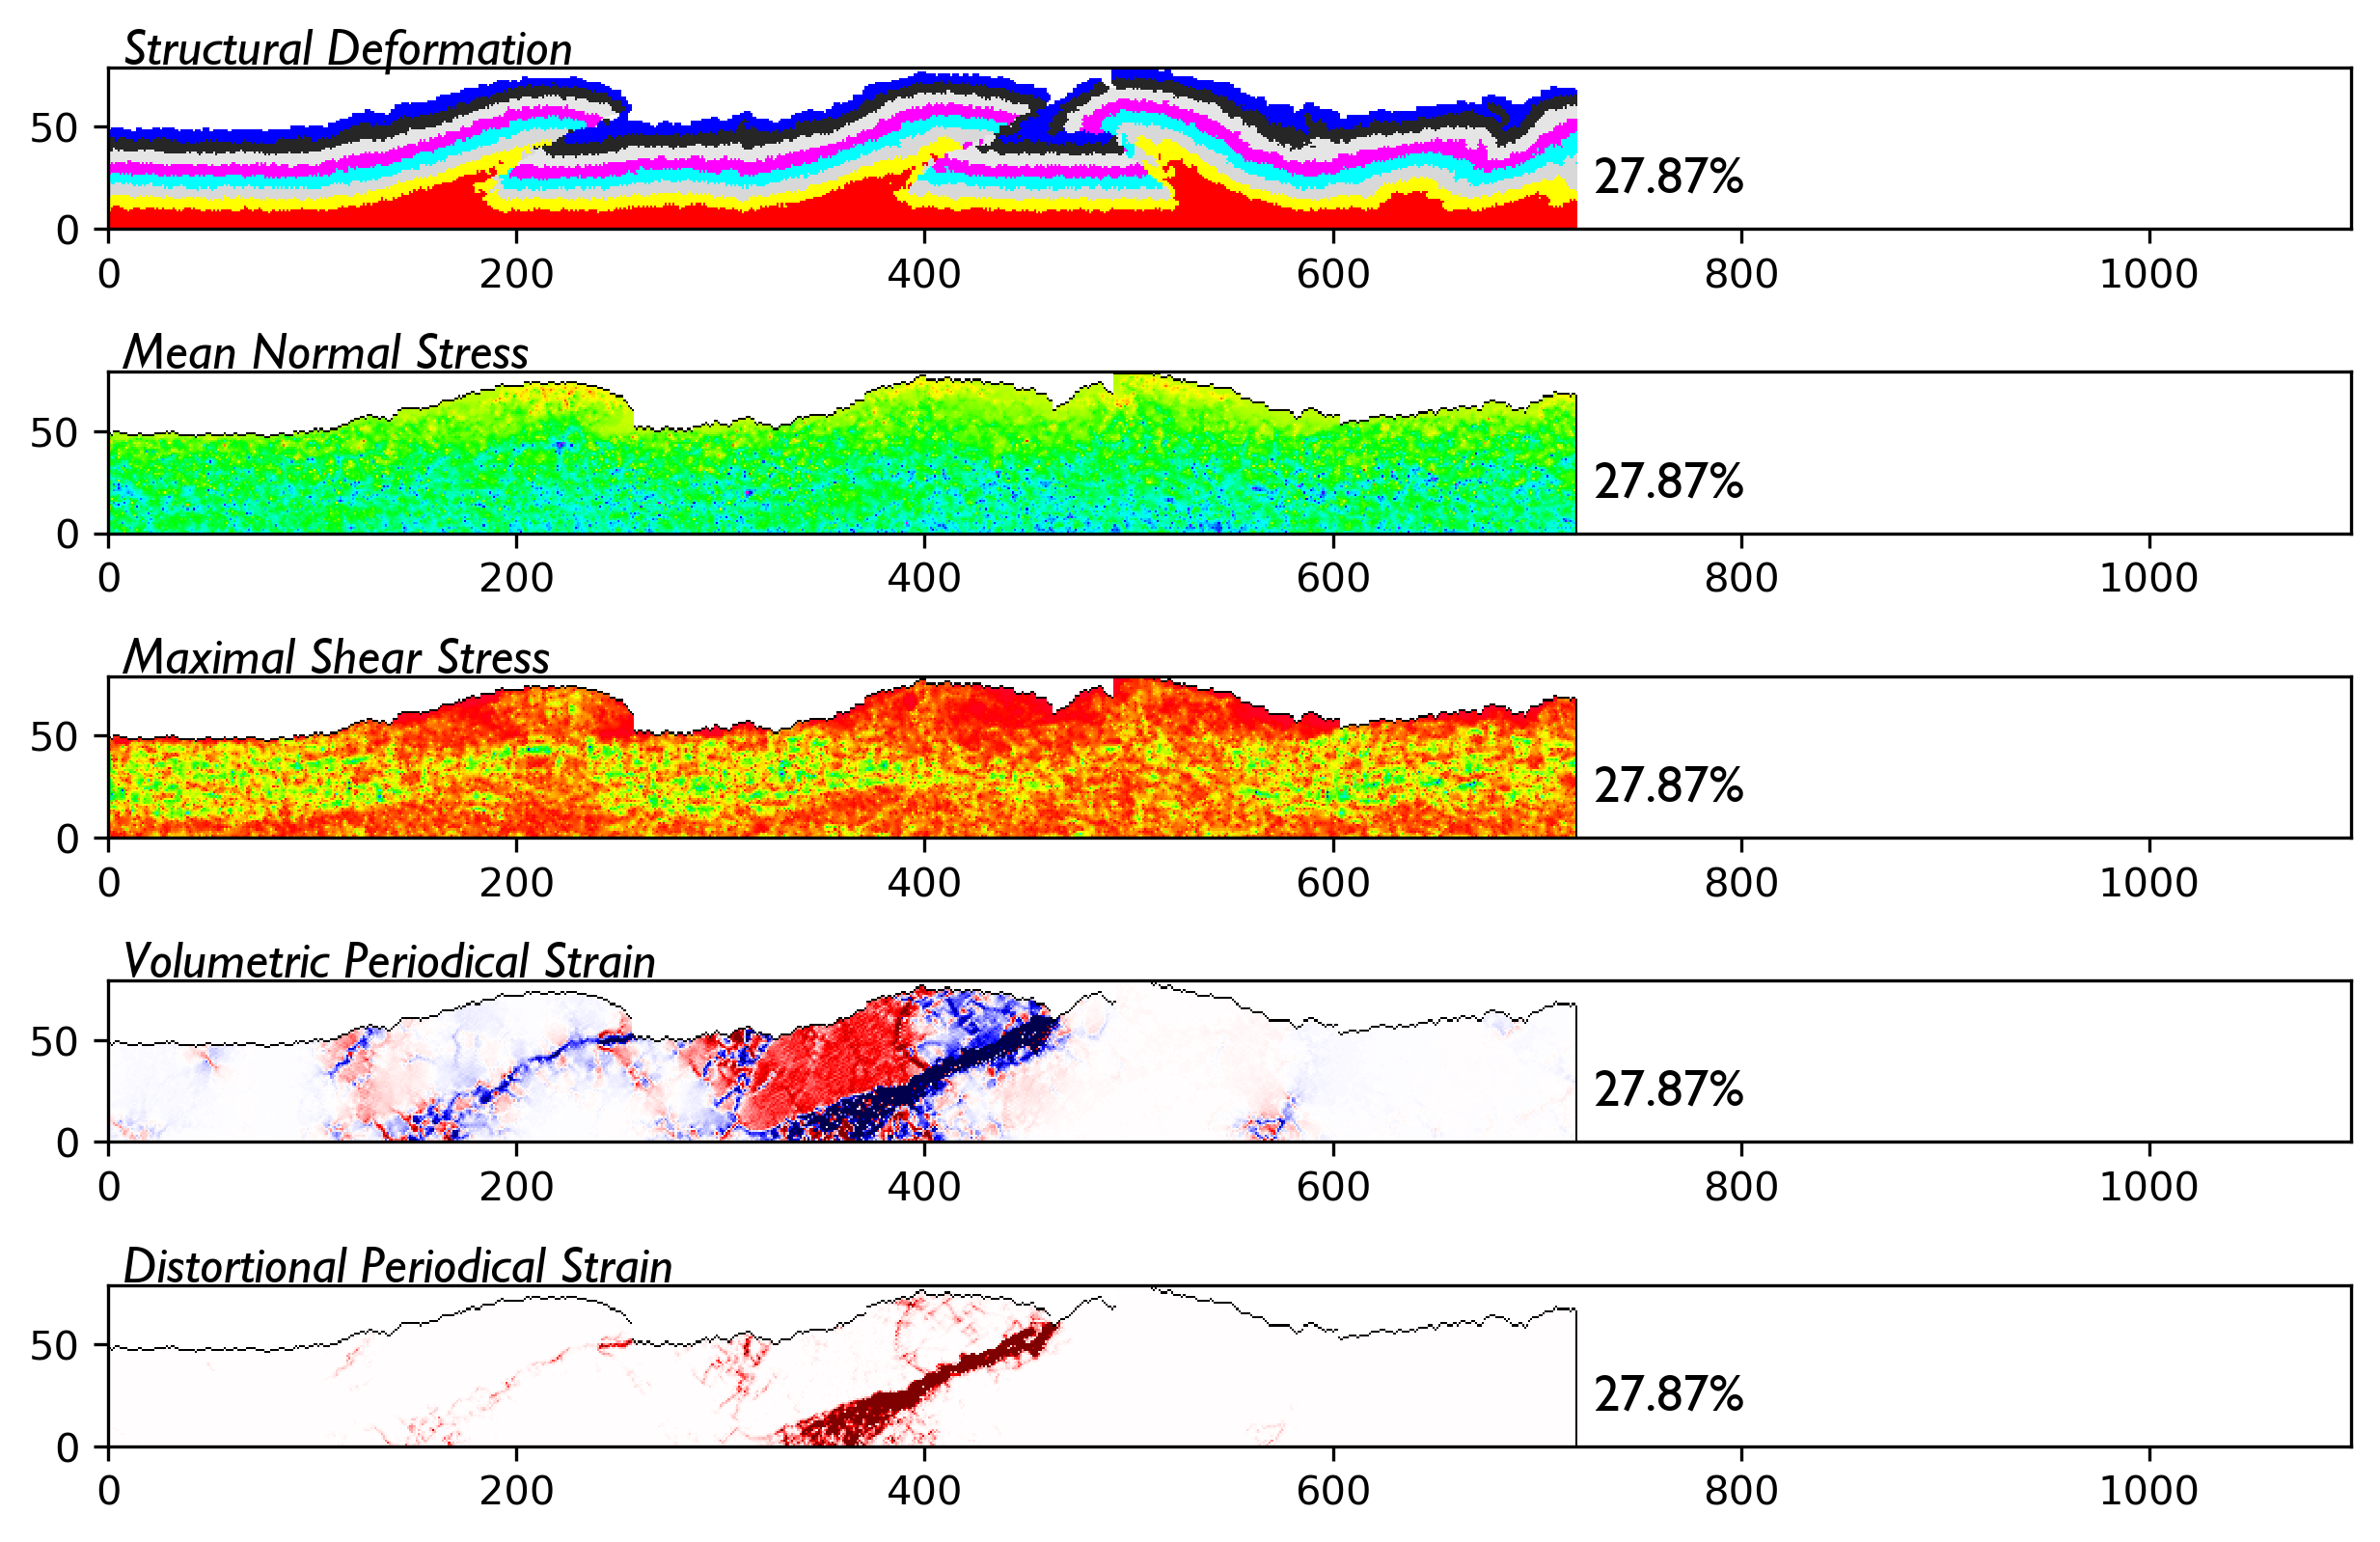 Structural Deformation
50
27.87%
0
0 200 400 600 800 1000
Mean Normal Stress
50
27.87%
0
0 200 400 600 800 1000
Maximal Shear Stress
50
27.87%
0
0 200 400 600 800 1000
Volumetric Periodical Strain
50
27.87%
0
0 200 400 600 800 1000
Distortional Periodical Strain
50
27.87%
0
0 200 400 600 800 1000